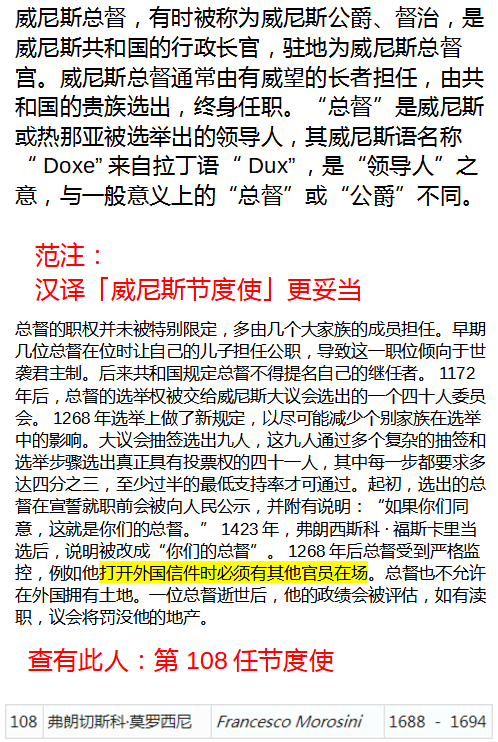 威尼斯总督，有时被称为威尼斯公爵、督治，是
威尼斯共和国的行政长官，驻地为威尼斯总督
宫。威尼斯总督通常由有威望的长者担任，由共
和国的贵族选出，终身任职。“总督”是威尼斯
或热那亚被选举出的领导人，其威尼斯语名称
“ Doxe” 来自拉丁语“ Dux” ，是“领导人”之
意，与一般意义上的“总督”或“公爵”不同。
范注：
汉译「威尼斯节度使」更妥当
总督的职权并未被特别限定，多由几个大家族的成员担任。早期
几位总督在位时让自己的儿子担任公职，导致这一职位倾向于世
袭君主制。后来共和国规定总督不得提名自己的继任者。 1172
年后，总督的选举权被交给威尼斯大议会选出的一个四十人委员
会。 1268 年选举上做了新规定，以尽可能减少个别家族在选举
中的影响。大议会抽签选出九人，这九人通过多个复杂的抽签和
选举步骤选出真正具有投票权的四十一人，其中每一步都要求多
达四分之三，至少过半的最低支持率才可通过。起初，选出的总
督在宣誓就职前会被向人民公示，并附有说明：“如果你们同
意，这就是你们的总督。” 1423 年，弗朗西斯科 · 福斯卡里当
选后，说明被改成“你们的总督”。 1268 年后总督受到严格监
控，例如他打开外国信件时必须有其他官员在场。总督也不允许
在外国拥有土地。一位总督逝世后，他的政绩会被评估，如有渎
职，议会将罚没他的地产。
查有此人：第 108 任节度使
108 弗朗切斯科·莫罗西尼 Francesco Morosini 1688 - 1694